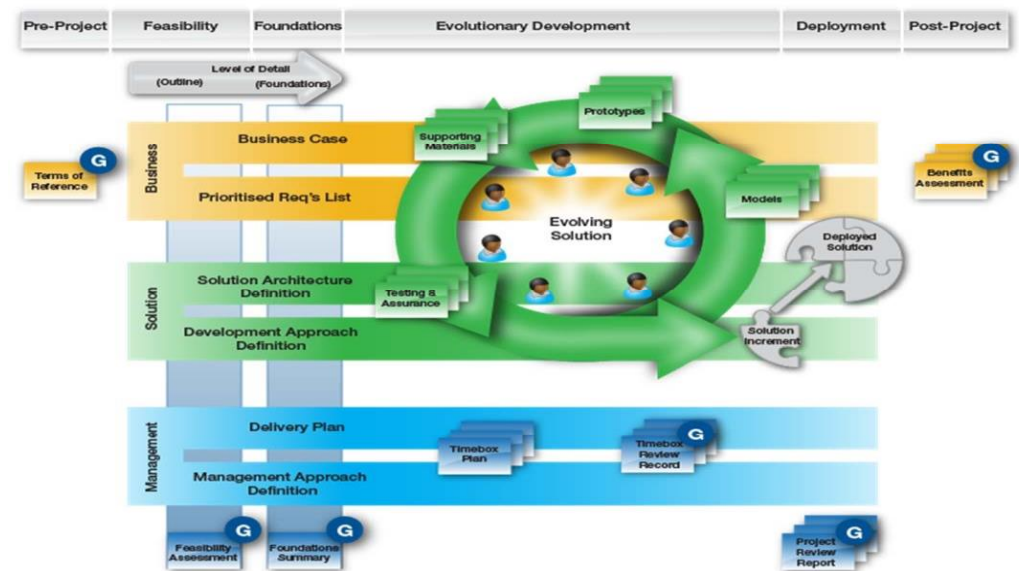 Pre-Project
Feasibility
Foundations
Evolutionary Development
Deployment
Post-Project
Level of Detail
(Outline)
(Foundations)
Business
Business Case
Prioritised Req's List
Terms of
Reference
G
Supporting
Materials
Prototypes
Models
Evolving
Solution
Benefits
Assessment
G
Deployed
Solution
Solution
Solution Architecture
Definition
Development Approach
Definition
Testing &
Assurance
Solution
Increment
Management
Delivery Plan
Management Approach
Definition
Timebox
Plan
Timebox
Review
Record
G
Feasibility
Assessment
G
Foundations
Summary
G
Project
Review
Report
G